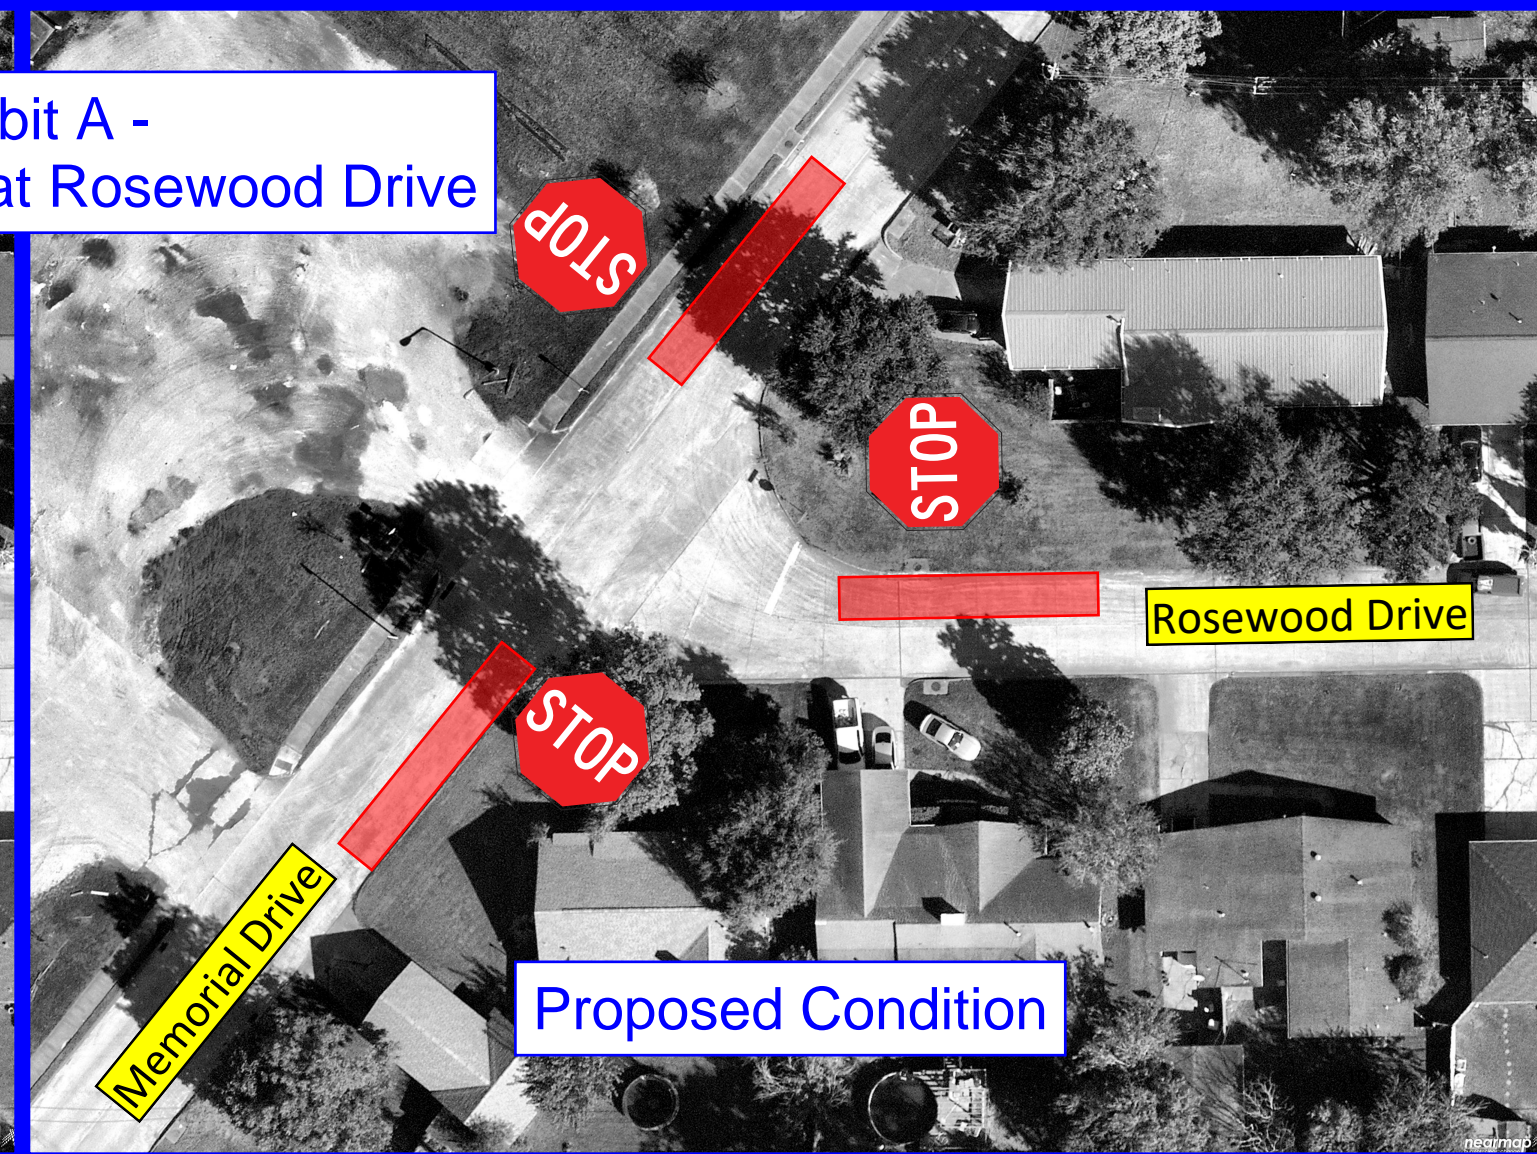 bit A -
at Rosewood Drive
STOP
STOP
Rosewood Drive
STOP
Memorial Drive
Proposed Condition
nearmap